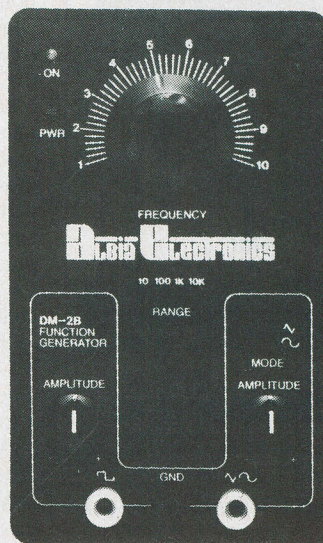 5 6
4 7
ON
3 8
PWR 2 9
1 10
FREQUENCY
Albia Electronics
10 100 1K 10K
RANGE
DM-2B
FUNCTION
GENERATOR
MODE
AMPLITUDE AMPLITUDE
GND